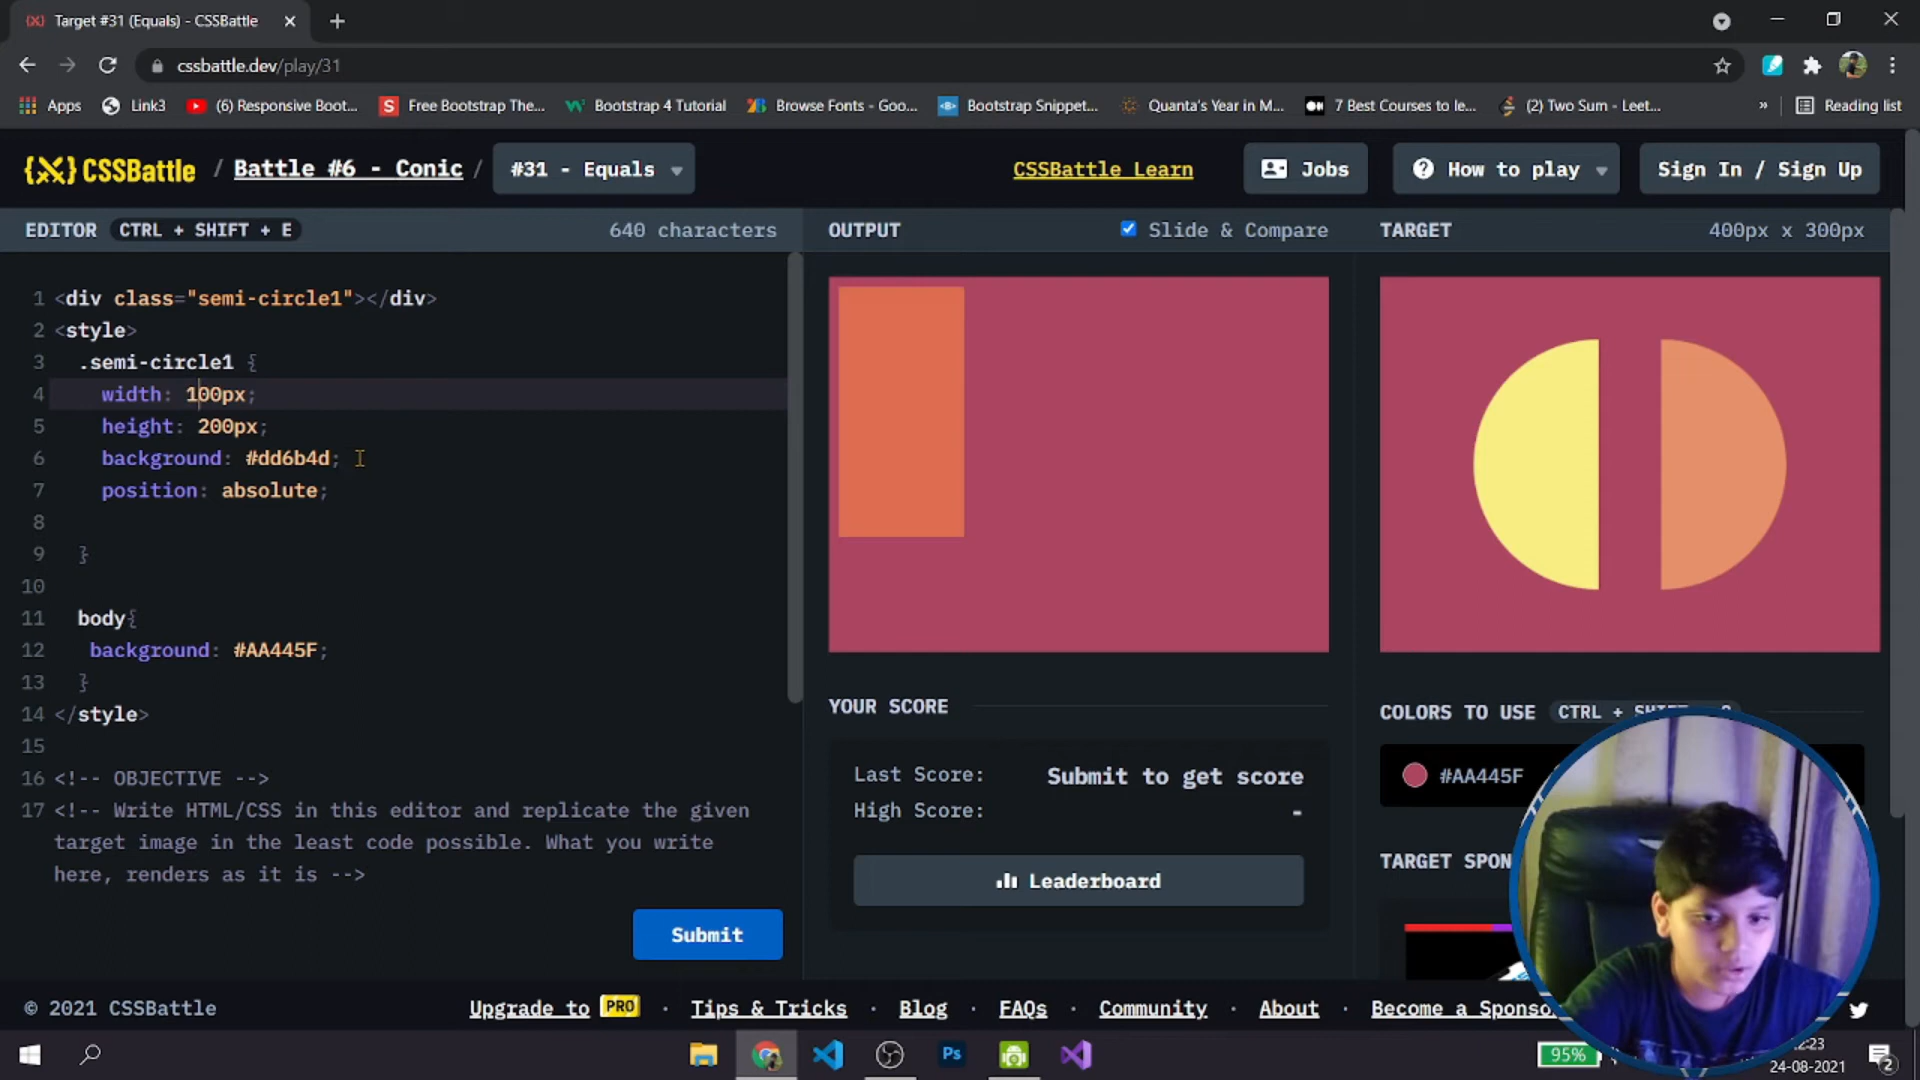 Target #31 (Equals) - CSSBattle
cssbattle.dev/play/31
Apps
Link3
(6) Responsive Boot...
Free Bootstrap The...
Bootstrap 4 Tutorial
Browse Fonts - Goo...
Bootstrap Snippet...
Quanta's Year in M...
7 Best Courses to le...
(2) Two Sum - Leet...
»
Reading list
{X} CSSBattle / Battle #6 - Conic / #31 - Equals
CSSBattle Learn
Jobs
How to play
Sign In / Sign Up
EDITOR CTRL + SHIFT + E
640 characters
OUTPUT
Slide & Compare
TARGET
400px x 300px
1 <div class="semi-circle1"></div>
2 <style>
3 .semi-circle1 {
4 width: 100px;
5 height: 200px;
6 background: #dd6b4d;
7 position: absolute;
8
9 }
10
11 body{
12 background: #AA445F;
13 }
14 </style>
15
16 <!-- OBJECTIVE -->
17 <!-- Write HTML/CSS in this editor and replicate the given
target image in the least code possible. What you write
here, renders as it is -->
Submit
YOUR SCORE
Last Score: Submit to get score
High Score: -
Leaderboard
COLORS TO USE CTRL +
#AA445F
TARGET SPON
© 2021 CSSBattle
Upgrade to PRO · Tips & Tricks · Blog · FAQs · Community · About · Become a Sponso
Ps
95%
24-08-2021
2